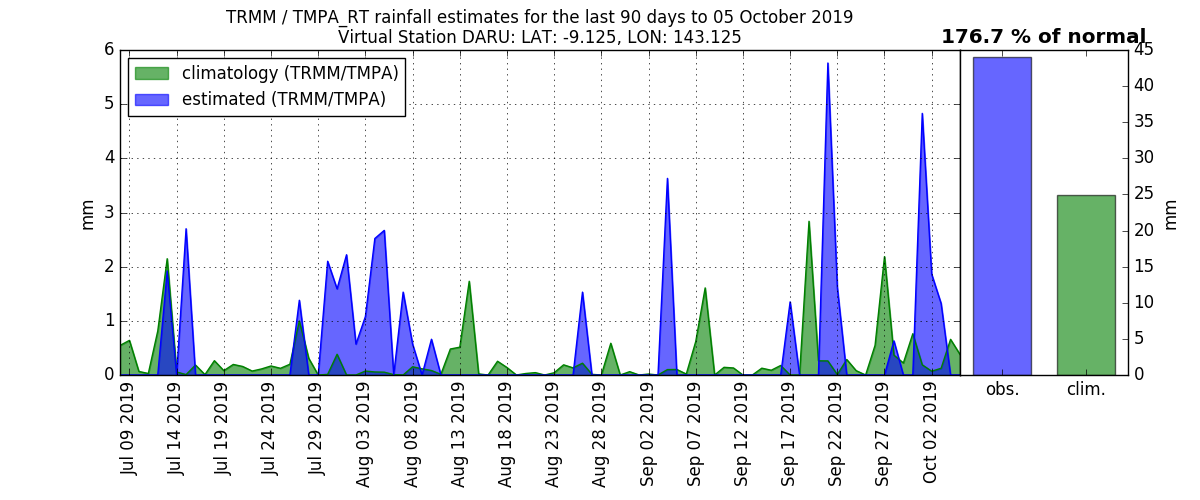 TRMM / TMPA_RT rainfall estimates for the last 90 days to 05 October 2019
Virtual Station DARU: LAT: -9.125, LON: 143.125
176.7 % of normal
climatology (TRMM/TMPA)
estimated (TRMM/TMPA)
6
5
4
3
2
1
0
mm
Jul 09 2019
Jul 14 2019
Jul 19 2019
Jul 24 2019
Jul 29 2019
Aug 03 2019
Aug 08 2019
Aug 13 2019
Aug 18 2019
Aug 23 2019
Aug 28 2019
Sep 02 2019
Sep 07 2019
Sep 12 2019
Sep 17 2019
Sep 22 2019
Sep 27 2019
Oct 02 2019
obs.
clim.
45
40
35
30
25
20
15
10
5
0
mm